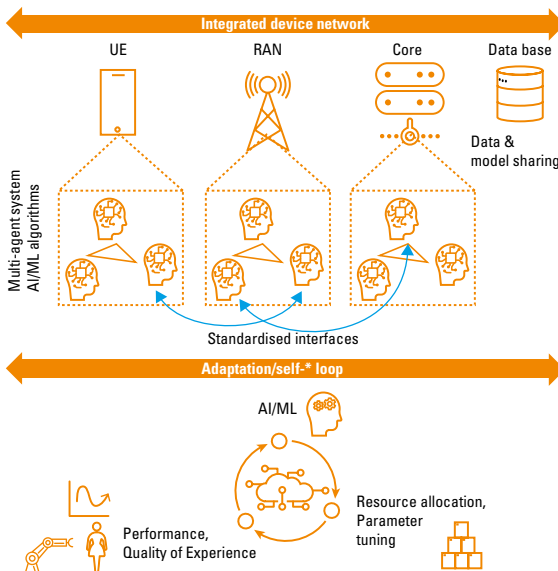 Integrated device network
UE
RAN
Core
Data base
Data &
model sharing
Multi-agent system
AI/ML algorithms
Standardised interfaces
Adaptation/self-* loop
AI/ML
Performance,
Quality of Experience
Resource allocation,
Parameter
tuning